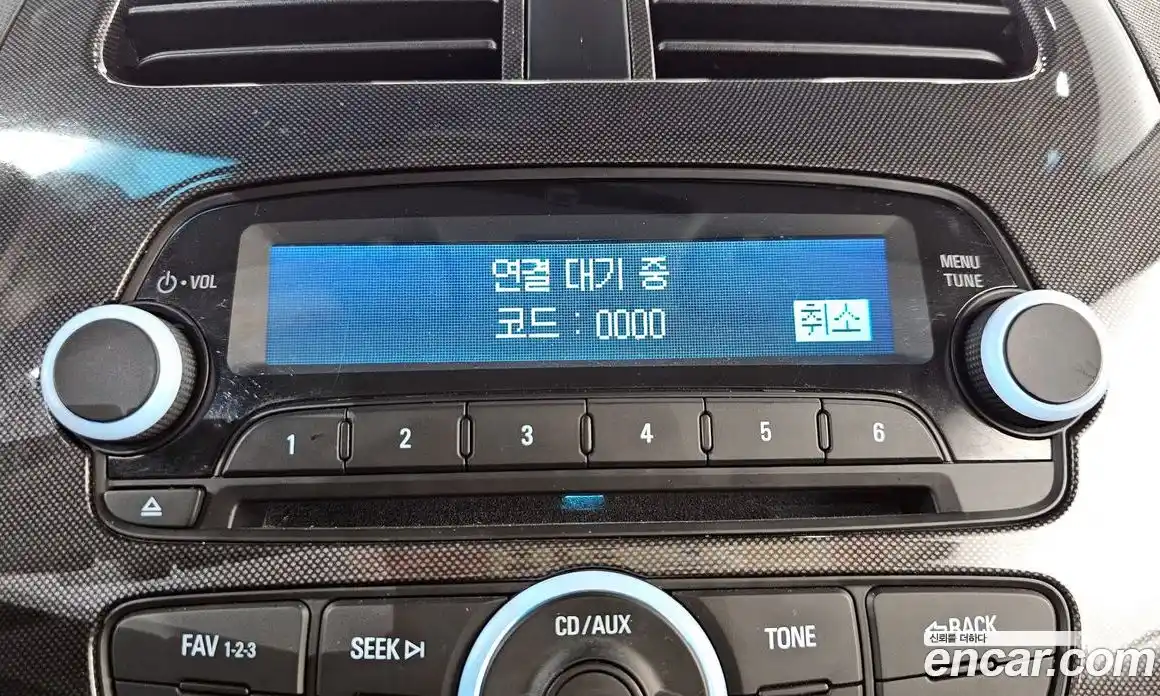 VOL
MENU
TUNE
연결 대기 중
코드 : 0000
취소
1 2 3 4 5 6
FAV 1-2-3
SEEK
CD/AUX
TONE
BACK
신뢰를 더하다
encar.com